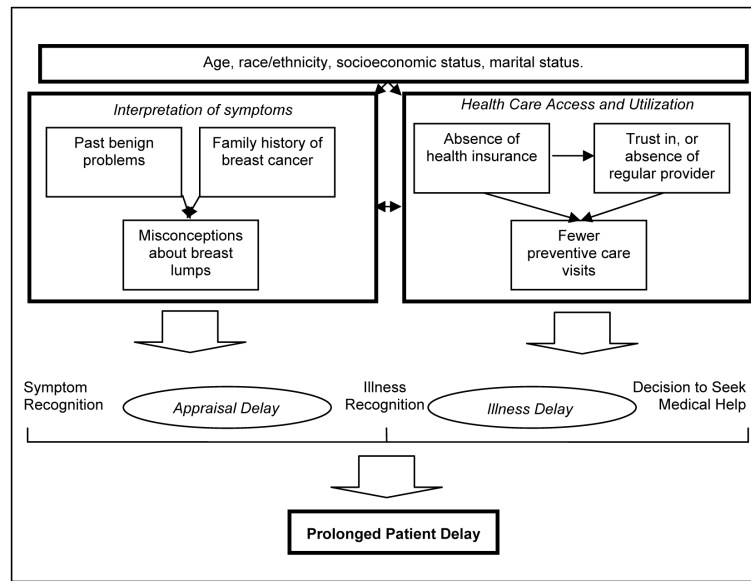 Age, race/ethnicity, socioeconomic status, marital status.
Interpretation of symptoms
Past benign
problems
Family history of
breast cancer
Misconceptions
about breast
lumps
Health Care Access and Utilization
Absence of
health insurance
Trust in, or
absence of
regular provider
Fewer
preventive care
visits
Symptom
Recognition
Appraisal Delay
Illness
Recognition
Illness Delay
Decision to Seek
Medical Help
Prolonged Patient Delay